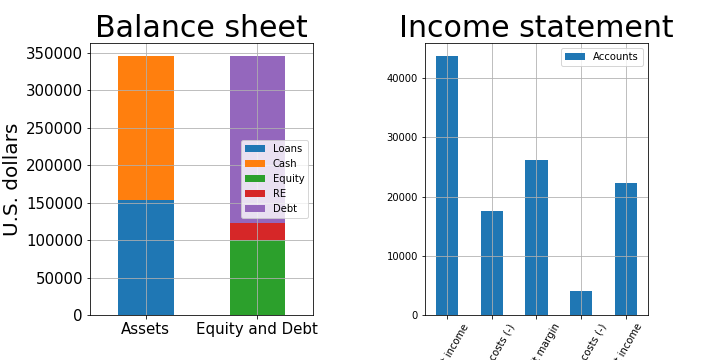 Balance sheet
U.S. dollars
350000
300000
250000
200000
150000
100000
50000
0
Loans
Cash
Equity
RE
Debt
Assets Equity and Debt
Income statement
Accounts
40000
30000
20000
10000
0
income
costs (-)
margin
costs (-)
income